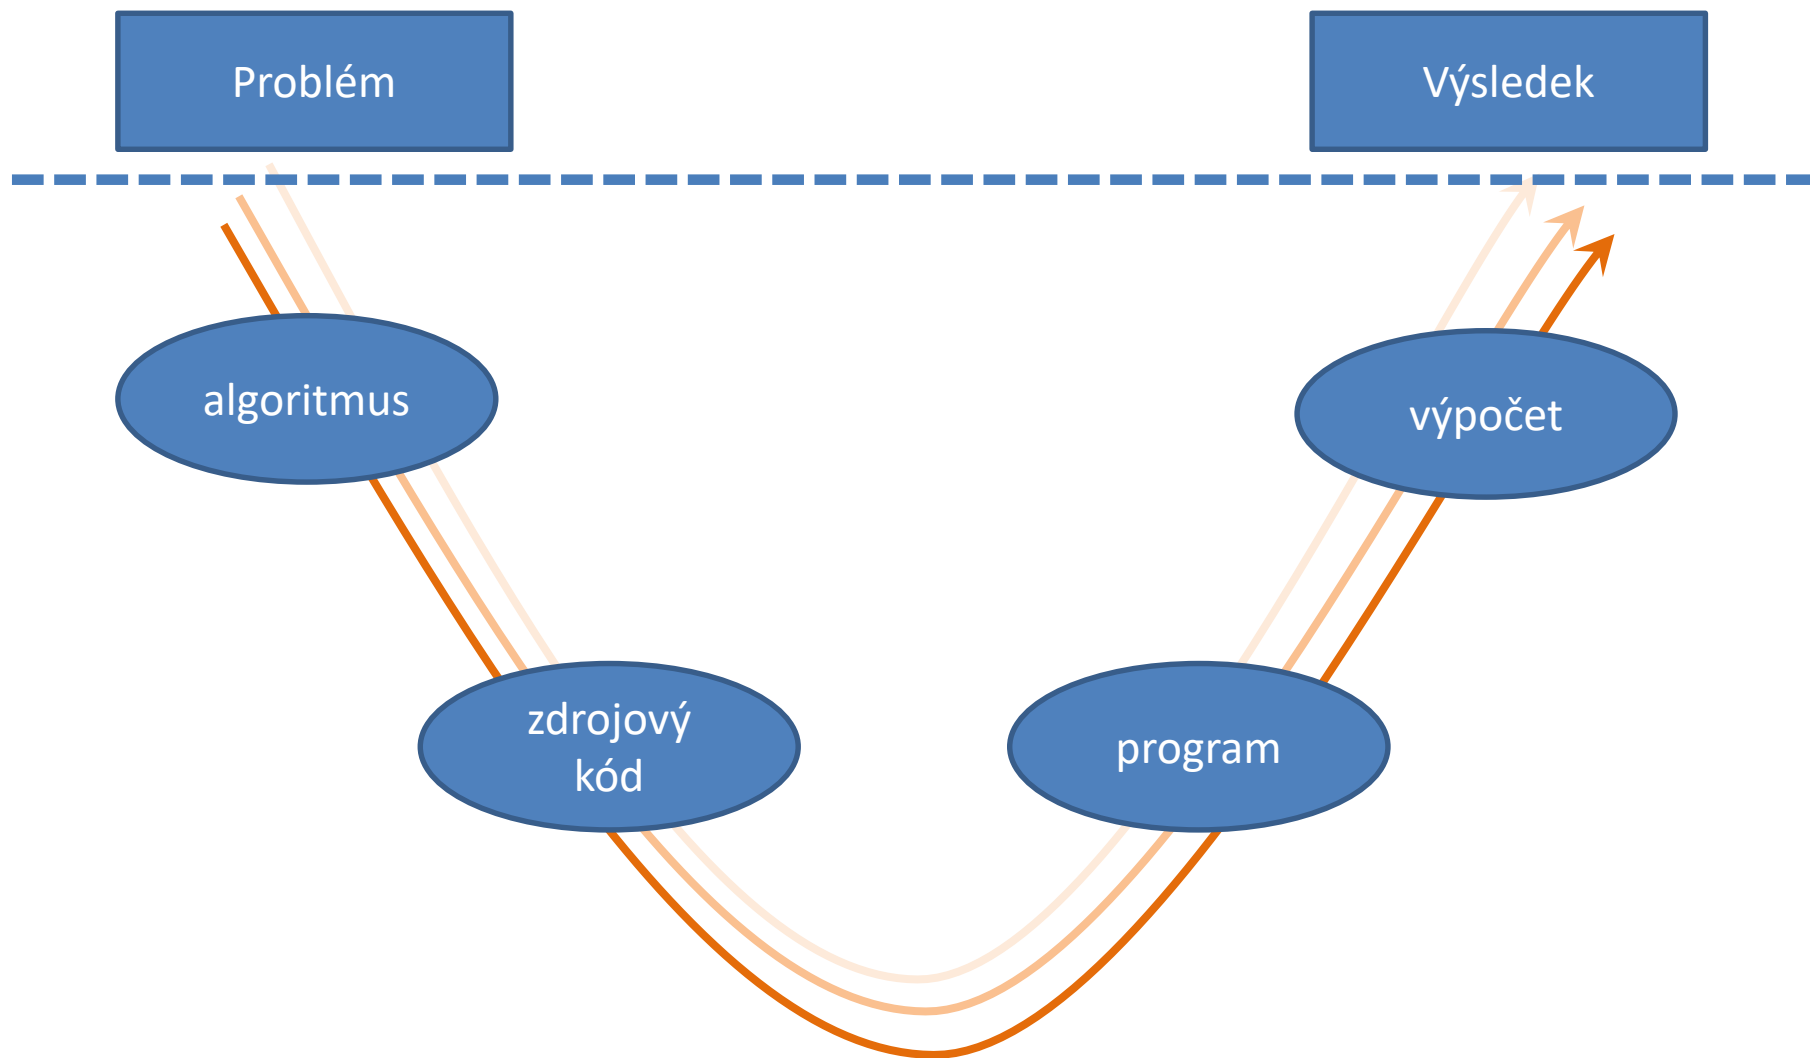 Problém
Výsledek
algoritmus
výpočet
zdrojový
kód
program